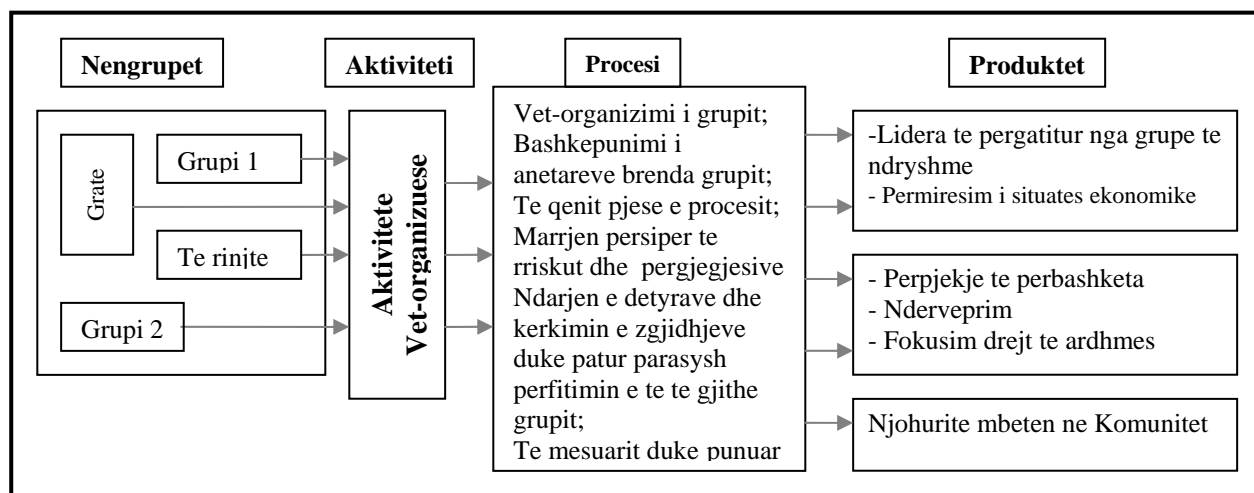 Nengrupet
Aktiviteti
Procesi
Produktet
Grate
Grupi 1
Te rinjte
Grupi 2
Aktivitete
Vet-organizuese
Vet-organizimi i grupit;
Bashkepunimi i
anetareve brenda grupit;
Te qenit pjese e procesit;
Marrjen persiper te
rriskut dhe pergjegjesive
Ndarjen e detyrave dhe
kerkimin e zgjidhjeve
duke patur parasysh
perfitimin e te te gjithe
grupit;
Te mesuarit duke punuar
-Lidera te pergatitur nga grupe te
ndryshme
- Permiresim i situates ekonomike
- Perpjekje te perbashketa
- Nderveprim
- Fokusim drejt te ardhmes
Njohurite mbeten ne Komunitet